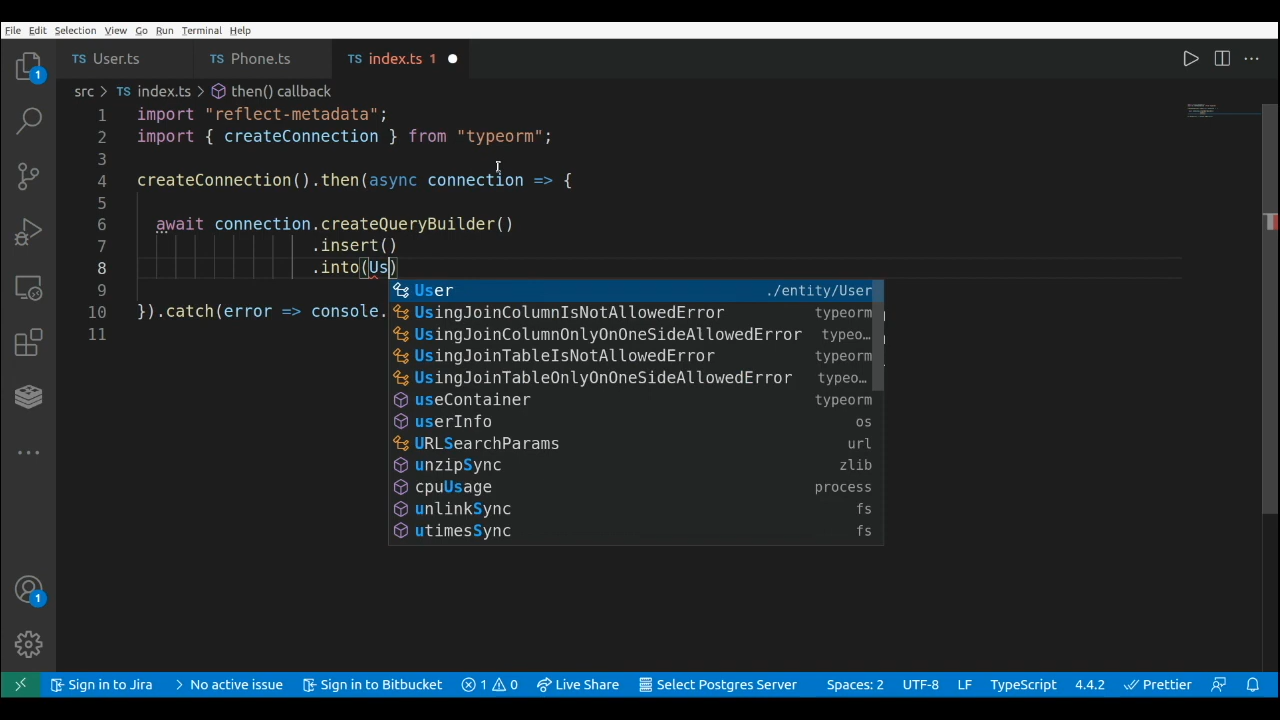 File Edit Selection View Go Run Terminal Help
TS User.ts TS Phone.ts TS index.ts 1
src > TS index.ts > then() callback
1 import "reflect-metadata";
2 import { createConnection } from "typeorm";
3
4 createConnection().then(async connection => {
5
6 await connection.createQueryBuilder()
7 .insert()
8 .into(Us)
User ./entity/User
9
UsingJoinColumnIsNotAllowedError typeorm
10 }).catch(error => console.
UsingJoinColumnOnlyOnOneSideAllowedError typeo…
11
UsingJoinTableIsNotAllowedError typeorm
UsingJoinTableOnlyOnOneSideAllowedError typeo…
useContainer typeorm
userInfo os
URLSearchParams url
unzipSync zlib
cpuUsage process
unlinkSync fs
utimesSync fs
1
1
Sign in to Jira > No active issue Sign in to Bitbucket 1 0 Live Share Select Postgres Server Spaces: 2 UTF-8 LF TypeScript 4.4.2 Prettier